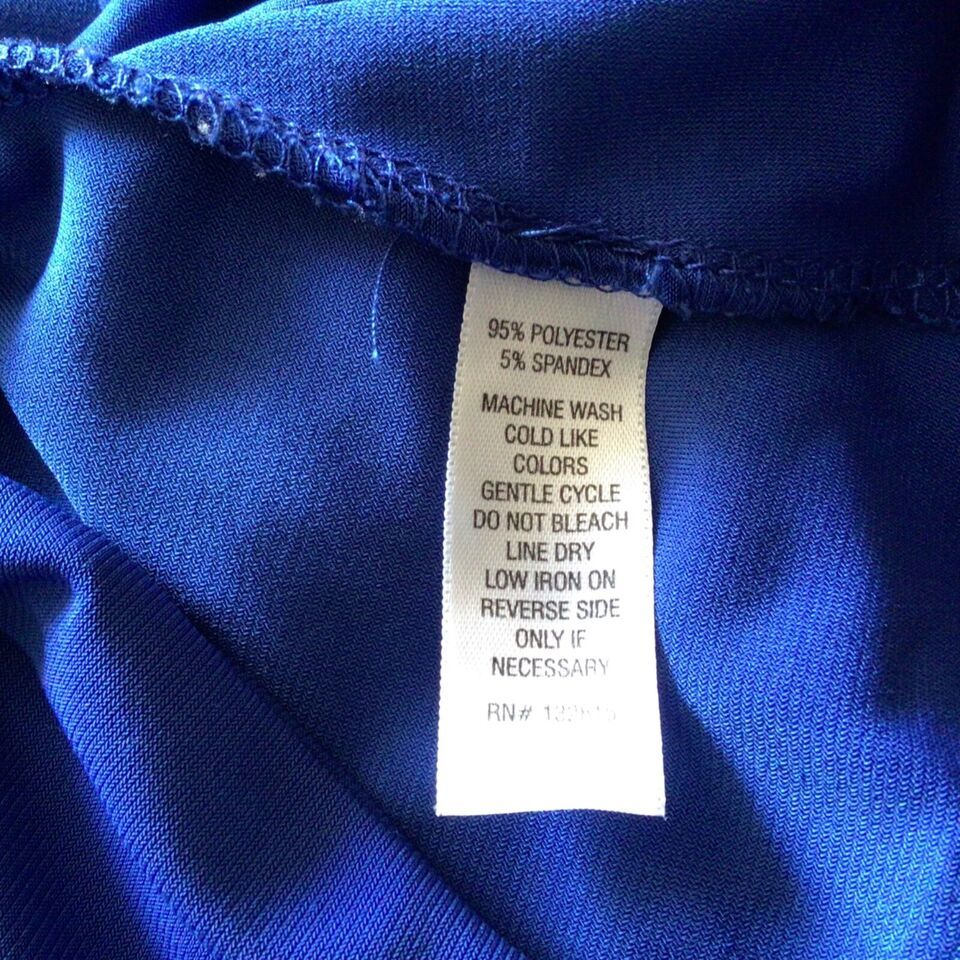 95% POLYESTER
5% SPANDEX
MACHINE WASH
COLD LIKE
COLORS
GENTLE CYCLE
DO NOT BLEACH
LINE DRY
LOW IRON ON
REVERSE SIDE
ONLY IF
NECESSARY
RN#